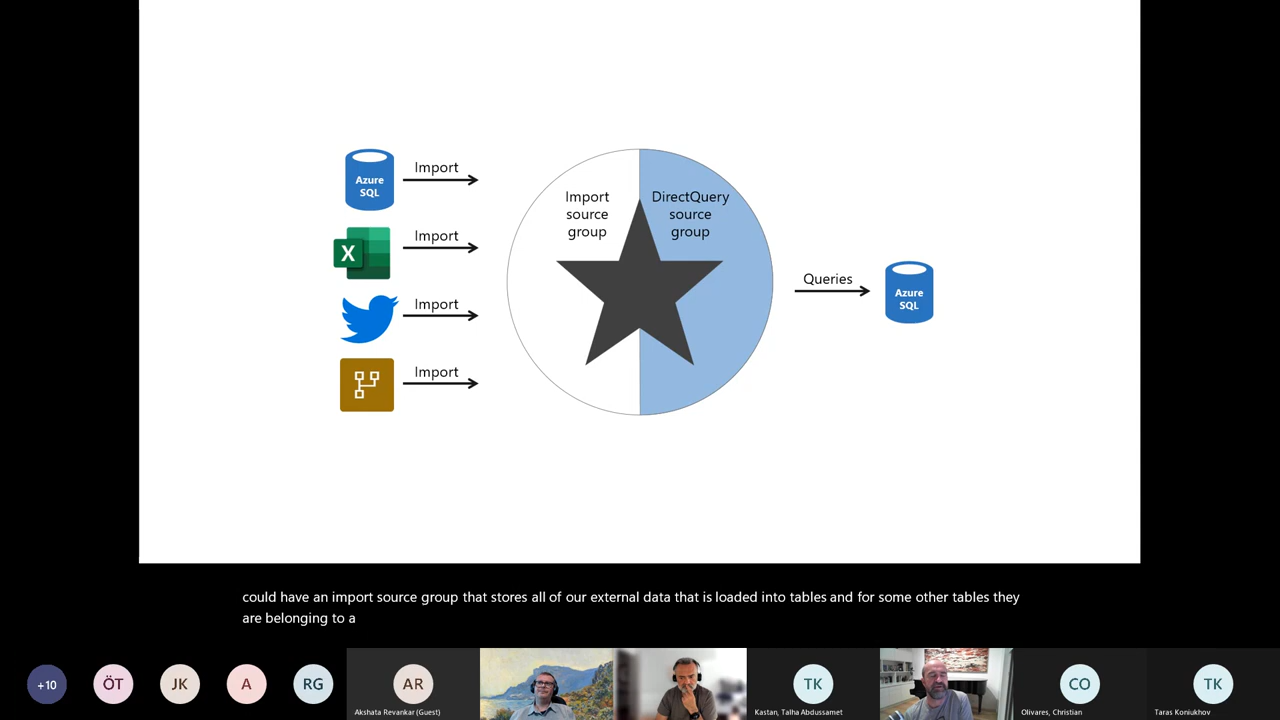 Azure
SQL
Import
X
Import
Import
Import
Import
source
group
DirectQuery
source
group
Queries
Azure
SQL
could have an import source group that stores all of our external data that is loaded into tables and for some other tables they
are belonging to a
+10
ÖT
JK
A
RG
AR
Akshata Revankar (Guest)
TK
Kastan, Talha Abdussamet
CO
Olivares, Christian
TK
Taras Koniukhov